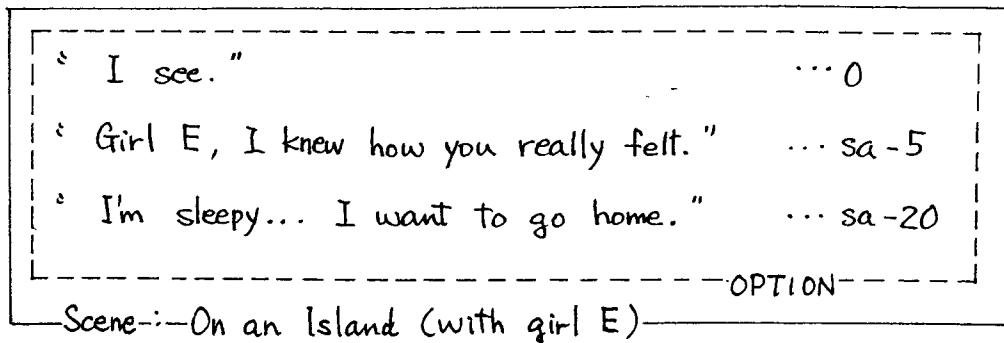 " I see." ... 0
" Girl E, I knew how you really felt." ... sa-5
" I'm sleepy... I want to go home." ... sa-20
OPTION
Scene:-On an Island (with girl E)